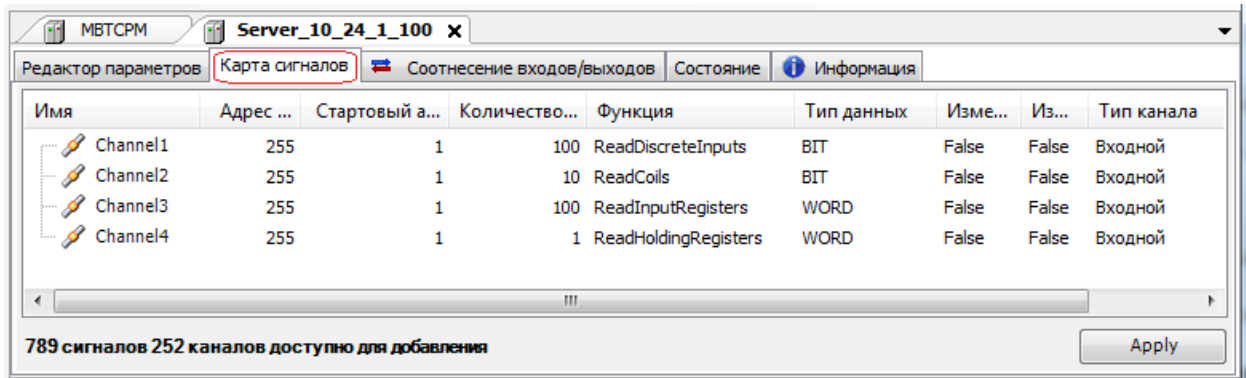 MBTCPM Server_10_24_1_100 x
Редактор параметров Карта сигналов Соотнесение входов/выходов Состояние Информация
Имя Адрес ... Стартовый а... Количество... Функция Тип данных Изме... Из... Тип канала
Channel1 255 1 100 ReadDiscreteInputs BIT False False Входной
Channel2 255 1 10 ReadCoils BIT False False Входной
Channel3 255 1 100 ReadInputRegisters WORD False False Входной
Channel4 255 1 1 ReadHoldingRegisters WORD False False Входной
789 сигналов 252 каналов доступно для добавления Apply